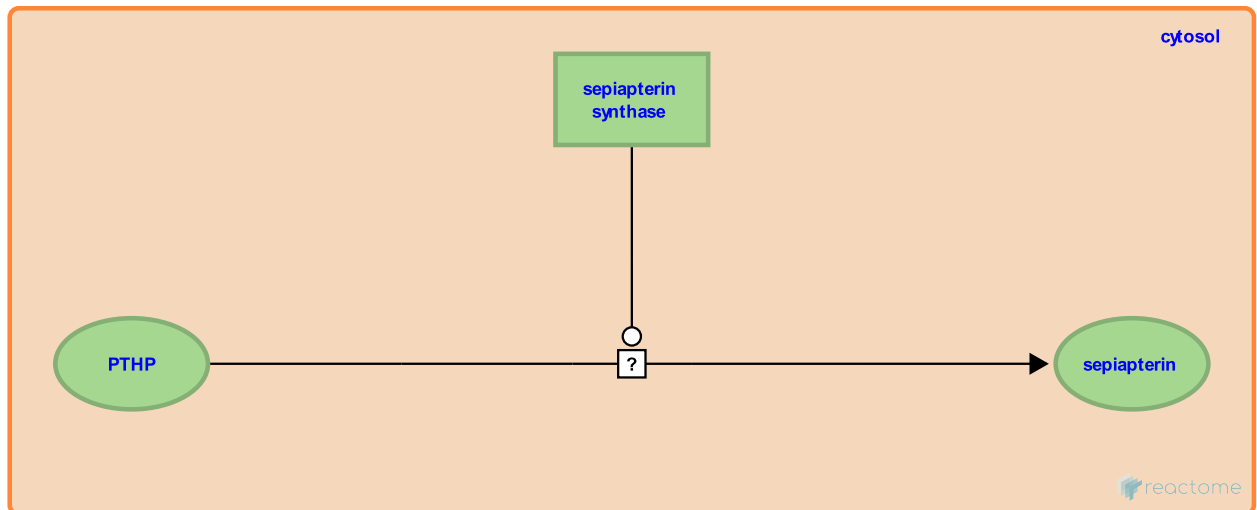 cytosol
sepiapterin
synthase
PTHP
?
sepiapterin
reactome